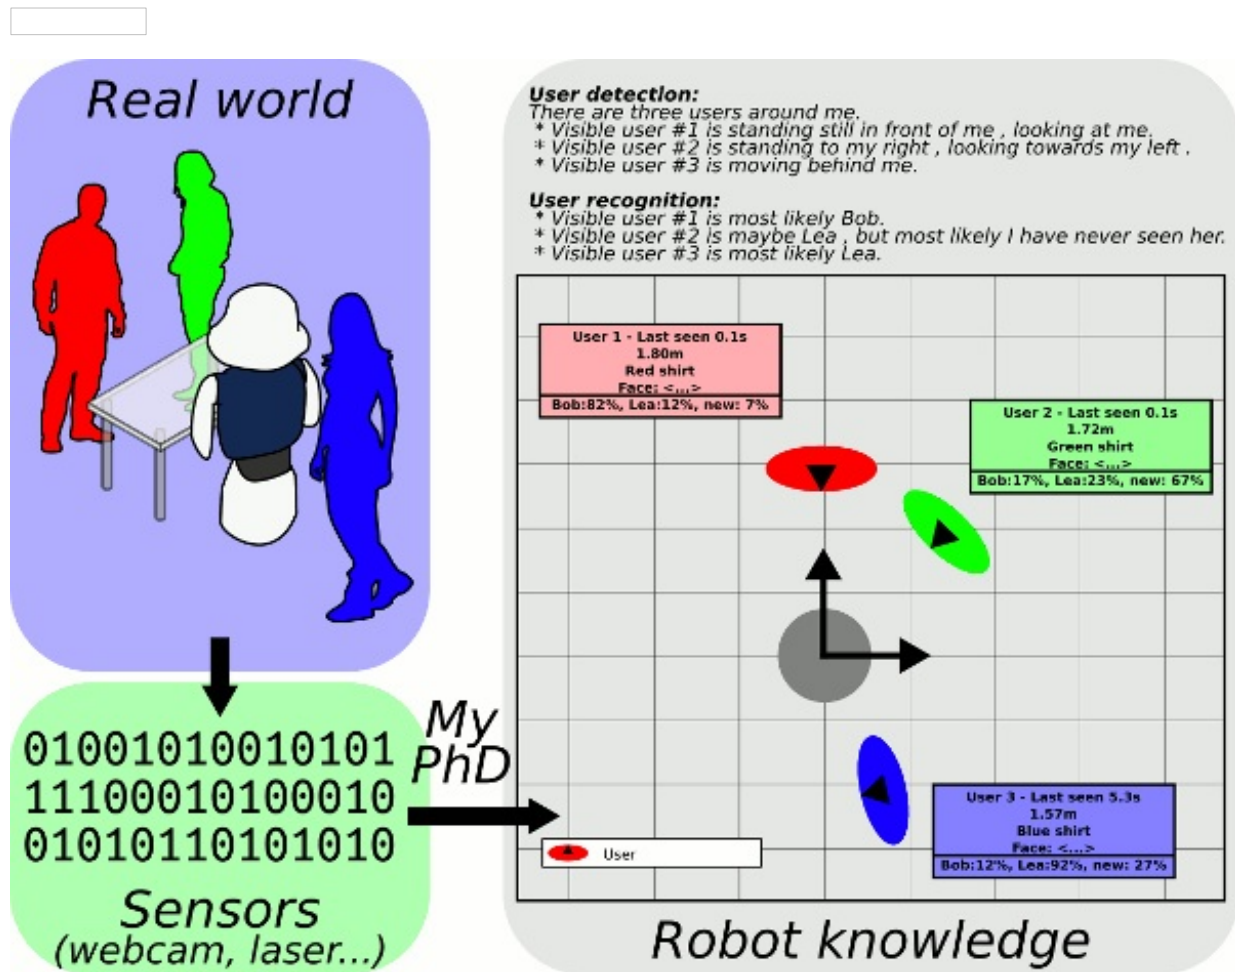 Real world
User detection:
There are three users around me.
* Visible user #1 is standing still in front of me , looking at me.
* Visible user #2 is standing to my right , looking towards my left .
* Visible user #3 is moving behind me.
User recognition:
* Visible user #1 is most likely Bob.
* Visible user #2 is maybe Lea , but most likely I have never seen her.
* Visible user #3 is most likely Lea.
User 1 - Last seen 0.1s
1.80m
Red shirt
Face: <...>
Bob:82%, Lea:12%, new: 7%
User 2 - Last seen 0.1s
1.72m
Green shirt
Face: <...>
Bob:17%, Lea:23%, new: 67%
User 3 - Last seen 5.3s
1.57m
Blue shirt
Face: <...>
Bob:12%, Lea:92%, new: 27%
User
Robot knowledge
My
PhD
01001010010101
11100010100010
01010110101010
Sensors
(webcam, laser...)